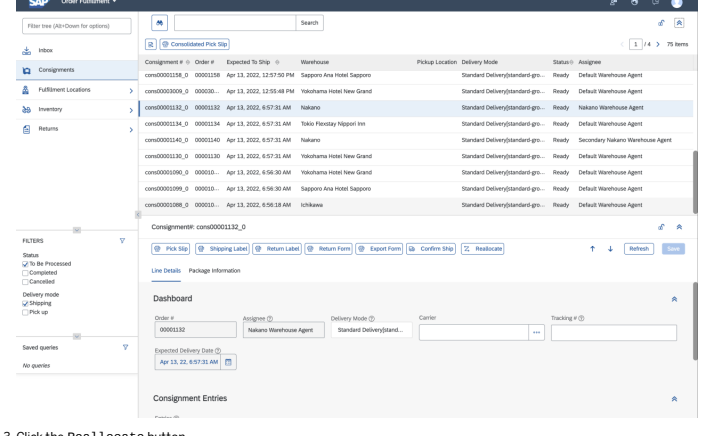 SAP Order Fulfilment
Filter tree (Alt+Down for options)
Search
Inbox
Consignments
Fulfillment Locations
Inventory
Returns
Consolidated Pick Slip
1 / 4 > 75 items
Consignment # Order # Expected To Ship Warehouse Pickup Location Delivery Mode Status Assignee
cons00001158_0 00001158 Apr 13, 2022, 12:57:50 PM Sapporo Ana Hotel Sapporo Standard Delivery[standard-gro... Ready Default Warehouse Agent
cons00003009_0 000030... Apr 13, 2022, 12:55:48 PM Yokohama Hotel New Grand Standard Delivery[standard-gro... Ready Default Warehouse Agent
cons00001132_0 00001132 Apr 13, 2022, 6:57:31 AM Nakano Standard Delivery[standard-gro... Ready Nakano Warehouse Agent
cons00001134_0 00001134 Apr 13, 2022, 6:57:31 AM Tokio Flexstay Nippori Inn Standard Delivery[standard-gro... Ready Default Warehouse Agent
cons00001140_0 00001140 Apr 13, 2022, 6:57:31 AM Nakano Standard Delivery[standard-gro... Ready Secondary Nakano Warehouse Agent
cons00001130_0 00001130 Apr 13, 2022, 6:57:31 AM Yokohama Hotel New Grand Standard Delivery[standard-gro... Ready Default Warehouse Agent
cons00001090_0 000010... Apr 13, 2022, 6:56:30 AM Yokohama Hotel New Grand Standard Delivery[standard-gro... Ready Default Warehouse Agent
cons00001099_0 000010... Apr 13, 2022, 6:56:30 AM Sapporo Ana Hotel Sapporo Standard Delivery[standard-gro... Ready Default Warehouse Agent
cons00001088_0 000010... Apr 13, 2022, 6:56:18 AM Ichikawa Standard Delivery[standard-gro... Ready Default Warehouse Agent
FILTERS
Status
To Be Processed
Completed
Cancelled
Delivery mode
Shipping
Pick up
Saved queries
No queries
Consignment#: cons00001132_0
Pick Slip Shipping Label Return Label Return Form Export Form Confirm Ship Reallocate Refresh Save
Line Details Package Information
Dashboard
Order # Assignee Delivery Mode Carrier Tracking #
00001132 Nakano Warehouse Agent Standard Delivery[stand...
Expected Delivery Date
Apr 13, 22, 6:57:31 AM
Consignment Entries
3. Click the Reallocate button